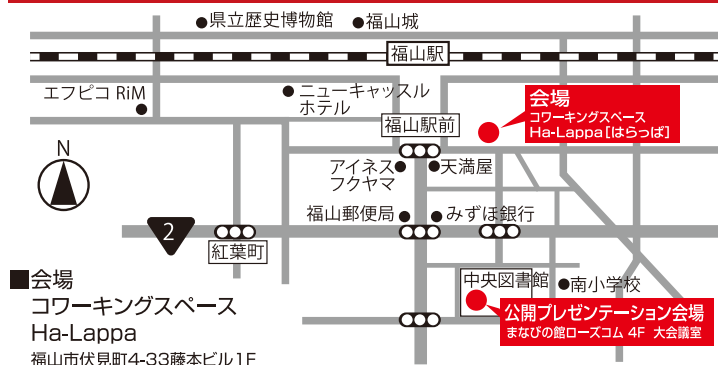 県立歴史博物館
福山城
福山駅
エフピコ RiM
ニューキャッスル
ホテル
福山駅前
会場
コワーキングスペース
Ha-Lappa[はらっぱ]
N
アイネス
フクヤマ
天満屋
福山郵便局
みずほ銀行
2
紅葉町
中央図書館
南小学校
公開プレゼンテーション会場
まなびの館ローズコム 4F 大会議室
■会場
コワーキングスペース
Ha-Lappa
福山市伏見町4-33藤本ビル1F